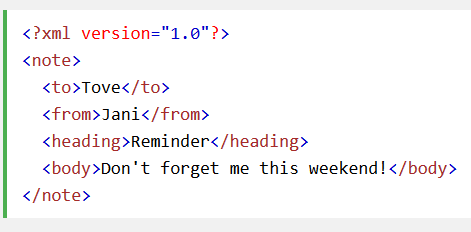 <?xml version="1.0"?>
<note>
  <to>Tove</to>
  <from>Jani</from>
  <heading>Reminder</heading>
  <body>Don't forget me this weekend!</body>
</note>